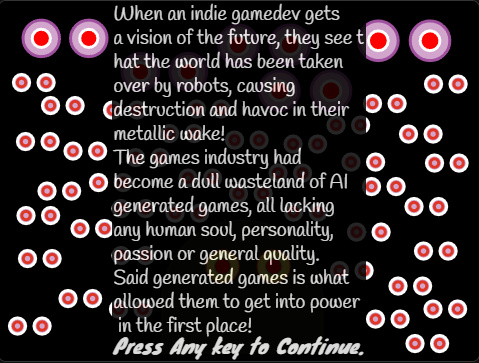 When an indie gamedev gets
a vision of the future, they see t
hat the world has been taken
over by robots, causing
destruction and havoc in their
metallic wake!
The games industry had
become a dull wasteland of AI
generated games, all lacking
any human soul, personality,
passion or general quality.
Said generated games is what
allowed them to get into power
in the first place!
Press Any key to Continue.